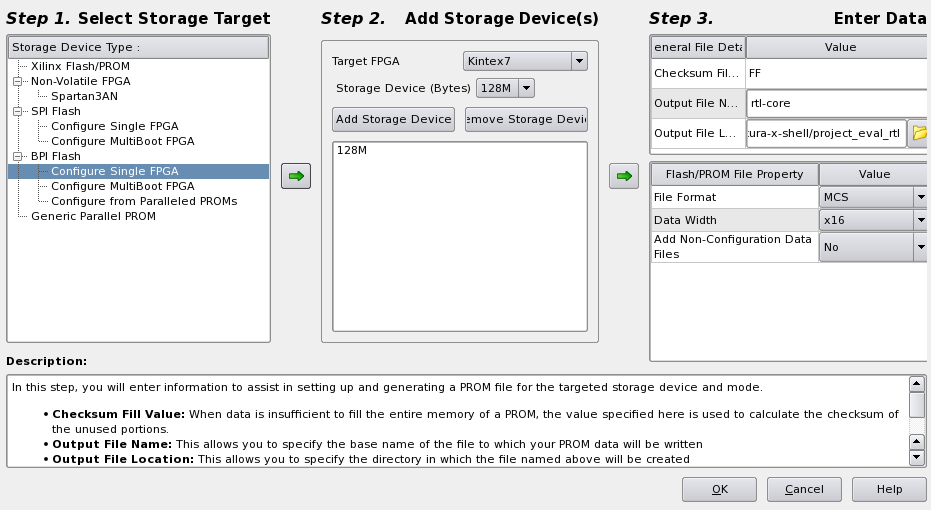 Step 1. Select Storage Target
Storage Device Type :
Xilinx Flash/PROM
Non-Volatile FPGA
Spartan3AN
SPI Flash
Configure Single FPGA
Configure MultiBoot FPGA
BPI Flash
Configure Single FPGA
Configure MultiBoot FPGA
Configure from Paralleled PROMs
Generic Parallel PROM
Step 2. Add Storage Device(s)
Target FPGA Kintex7
Storage Device (Bytes) 128M
Add Storage Device emove Storage Devi
128M
Step 3. Enter Data
eneral File Deta Value
Checksum Fil... FF
Output File N... rtl-core
Output File L... tura-x-shell/project_eval_rtl
Flash/PROM File Property Value
File Format MCS
Data Width x16
Add Non-Configuration Data
Files No
Description:
In this step, you will enter information to assist in setting up and generating a PROM file for the targeted storage device and mode.
• Checksum Fill Value: When data is insufficient to fill the entire memory of a PROM, the value specified here is used to calculate the checksum of
the unused portions.
• Output File Name: This allows you to specify the base name of the file to which your PROM data will be written
• Output File Location: This allows you to specify the directory in which the file named above will be created
OK Cancel Help